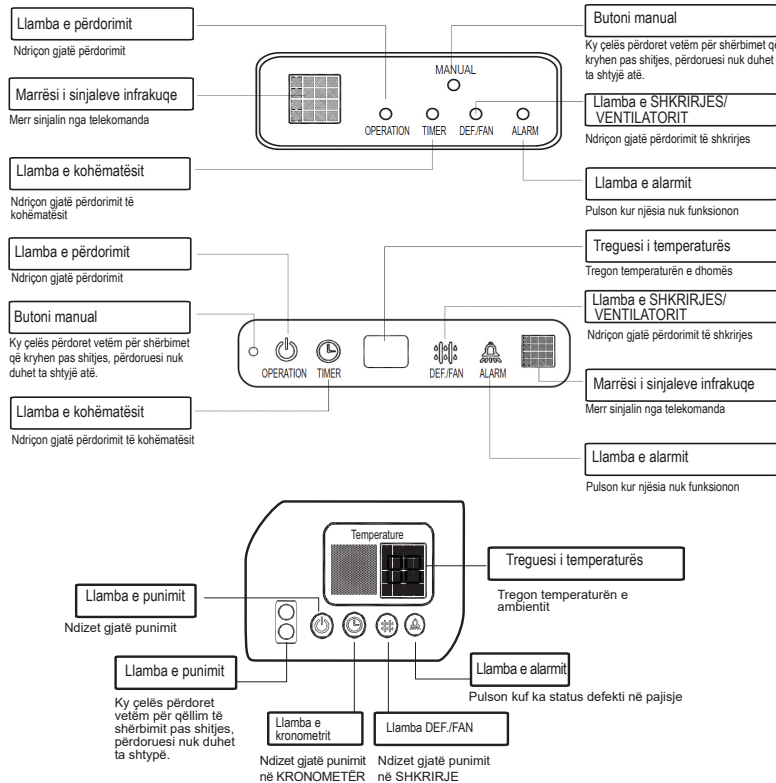 Llamba e përdorimit
Ndriçon gjatë përdorimit
Marrësi i sinjaleve infrakuqe
Merr sinjalin nga telekomanda
Llamba e kohëmatësit
Ndriçon gjatë përdorimit të
kohëmatësit
MANUAL
OPERATION TIMER DEF./FAN ALARM
Butoni manual
Ky çelës përdoret vetëm për shërbimet që
kryhen pas shitjes, përdoruesi nuk duhet
ta shtyjë atë.
Llamba e SHKRIRJES/
VENTILATORIT
Ndriçon gjatë përdorimit të shkrirjes
Llamba e alarmit
Pulson kur njësia nuk funksionon
Llamba e përdorimit
Ndriçon gjatë përdorimit
Butoni manual
Ky çelës përdoret vetëm për shërbimet
që kryhen pas shitjes, përdoruesi nuk
duhet ta shtyjë atë.
Llamba e kohëmatësit
Ndriçon gjatë përdorimit të kohëmatësit
OPERATION TIMER DEF./FAN ALARM
Treguesi i temperaturës
Tregon temperaturën e dhomës
Llamba e SHKRIRJES/
VENTILATORIT
Ndriçon gjatë përdorimit të shkrirjes
Marrësi i sinjaleve infrakuqe
Merr sinjalin nga telekomanda
Llamba e alarmit
Pulson kur njësia nuk funksionon
Temperature
Llamba e punimit
Ndizet gjatë punimit
Llamba e punimit
Ky çelës përdoret
vetëm për qëllim të
shërbimit pas shitjes,
përdoruesi nuk duhet
ta shtypë.
Llamba e
kronometrit
Ndizet gjatë punimit
në KRONOMETËR
Llamba DEF./FAN
Ndizet gjatë punimit
në SHKRIRJE
Treguesi i temperaturës
Tregon temperaturën e
ambientit
Llamba e alarmit
Pulson kuf ka status defekti në pajisje